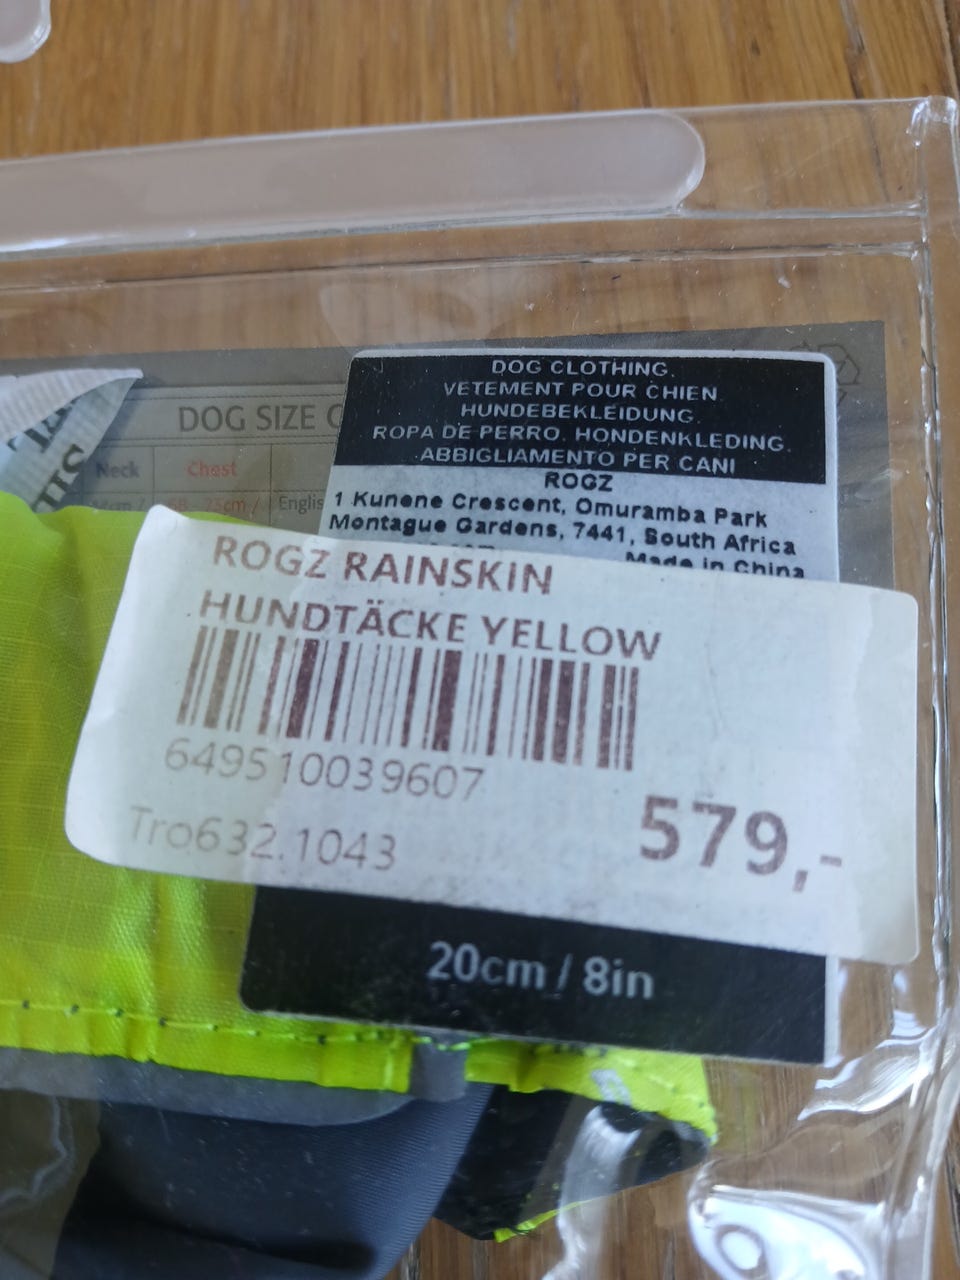 DOG CLOTHING.
VETEMENT POUR CHIEN
HUNDEBEKLEIDUNG.
ROPA DE PERRO. HONDENKLEDING.
ABBIGLIAMENTO PER CANI
ROGZ
1 Kunene Crescent, Omuramba Park
Montague Gardens, 7441, South Africa
Made in China
DOG SIZE
Neck Chest
ROGZ RAINSKIN
HUNDTÄCKE YELLOW
649510039607
Tro632.1043
579,-
20cm / 8in